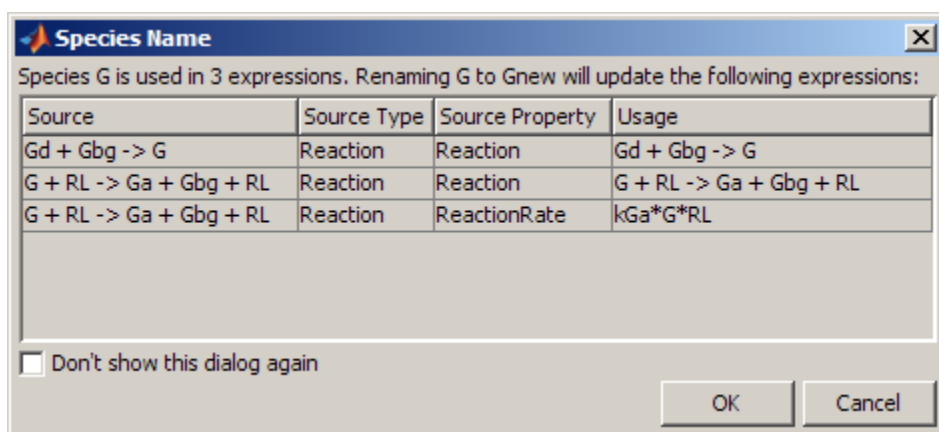 Species Name
Species G is used in 3 expressions. Renaming G to Gnew will update the following expressions:
Source Source Type Source Property Usage
Gd + Gbg -> G Reaction Reaction Gd + Gbg -> G
G + RL -> Ga + Gbg + RL Reaction Reaction G + RL -> Ga + Gbg + RL
G + RL -> Ga + Gbg + RL Reaction ReactionRate kGa*G*RL
Don't show this dialog again
OK Cancel